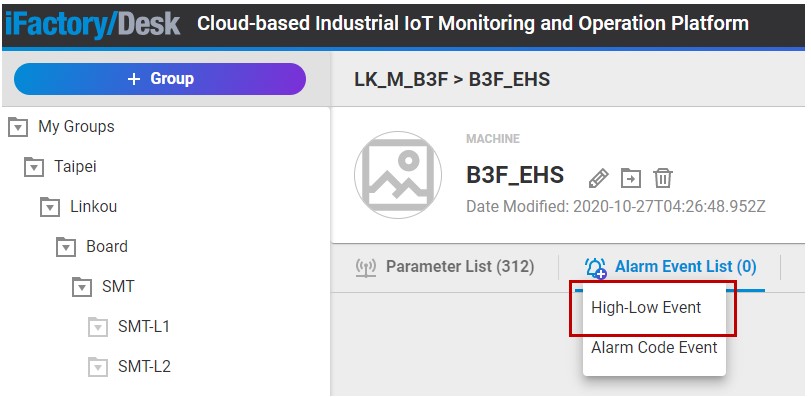 iFactory/Desk Cloud-based Industrial IoT Monitoring and Operation Platform
+ Group
My Groups
Taipei
Linkou
Board
SMT
SMT-L1
SMT-L2
LK_M_B3F > B3F_EHS
MACHINE
B3F_EHS
Date Modified: 2020-10-27T04:26:48.952Z
Parameter List (312)
Alarm Event List (0)
High-Low Event
Alarm Code Event